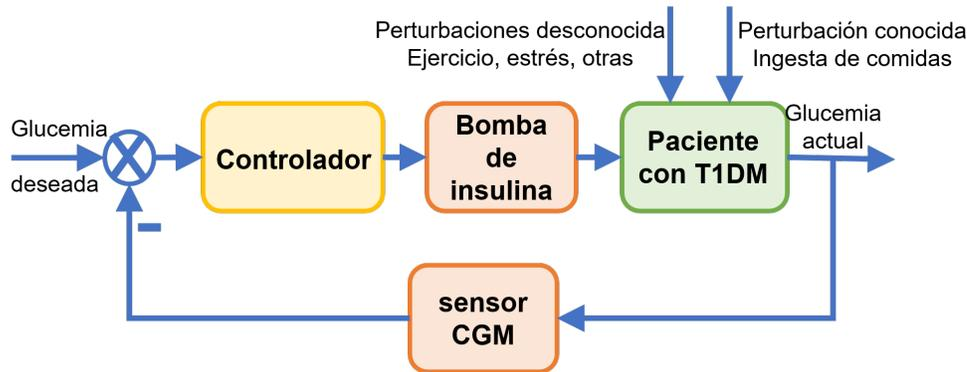 Perturbaciones desconocida
Ejercicio, estrés, otras
Perturbación conocida
Ingesta de comidas
Glucemia
deseada
Controlador
Bomba
de
insulina
Paciente
con T1DM
Glucemia
actual
sensor
CGM